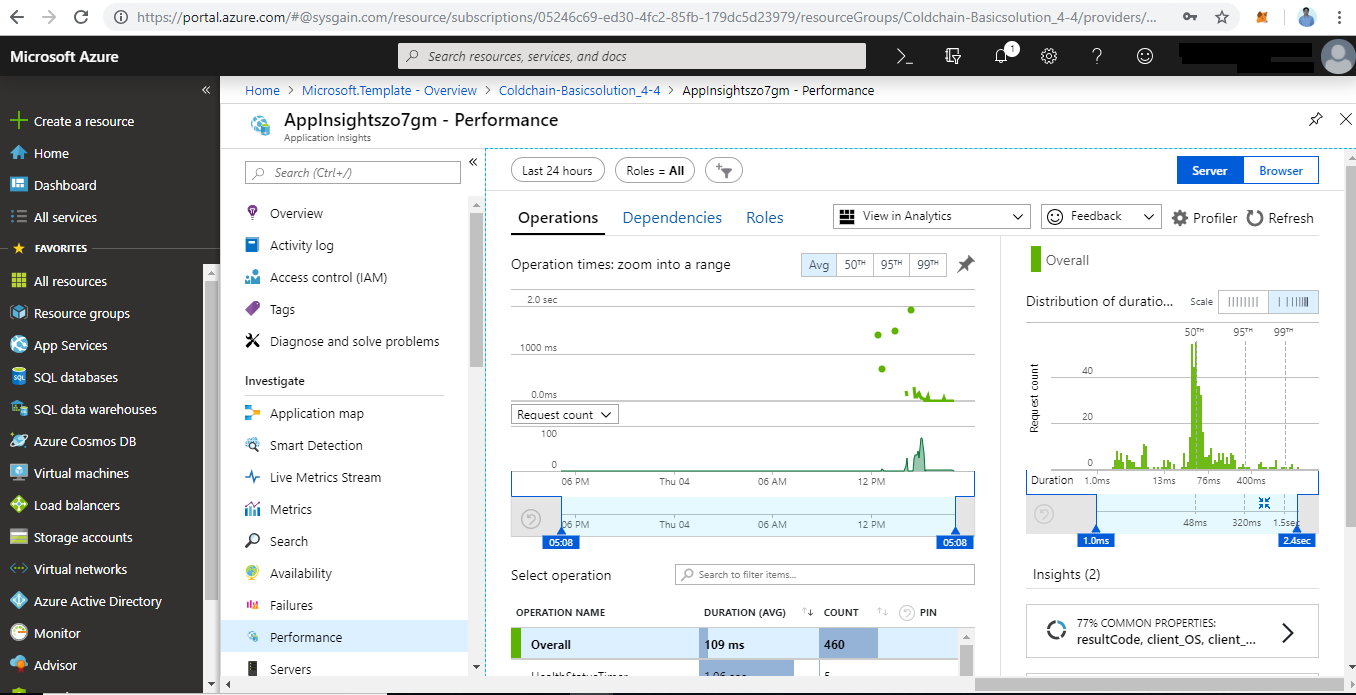 https://portal.azure.com/#@sysgain.com/resource/subscriptions/05246c69-ed30-4fc2-85fb-179dc5d23979/resourceGroups/Coldchain-Basicsolution_4-4/providers/...
Microsoft Azure
Search resources, services, and docs
1
Home > Microsoft.Template - Overview > Coldchain-Basicsolution_4-4 > AppInsightszo7gm - Performance
AppInsightszo7gm - Performance
Application Insights
Create a resource
Home
Dashboard
All services
FAVORITES
All resources
Resource groups
App Services
SQL databases
SQL data warehouses
Azure Cosmos DB
Virtual machines
Load balancers
Storage accounts
Virtual networks
Azure Active Directory
Monitor
Advisor
Search (Ctrl+/)
Overview
Activity log
Access control (IAM)
Tags
Diagnose and solve problems
Investigate
Application map
Smart Detection
Live Metrics Stream
Metrics
Search
Availability
Failures
Performance
Servers
Last 24 hours
Roles = All
Server
Browser
Operations
Dependencies
Roles
View in Analytics
Feedback
Profiler
Refresh
Operation times: zoom into a range
Avg
50TH
95TH
99TH
2.0 sec
1000 ms
0.0ms
Request count
100
0
06 PM
Thu 04
06 AM
12 PM
06 PM
Thu 04
06 AM
12 PM
05:08
05:08
Select operation
Search to filter items...
OPERATION NAME
DURATION (AVG)
COUNT
PIN
Overall
109 ms
460
HealthStatusTimer
1.06 sec
5
Overall
Distribution of duratio...
Scale
50TH
95TH
99TH
Request count
40
20
0
Duration
1.0ms
13ms
76ms
400ms
48ms
320ms
1.5sec
1.0ms
2.4sec
Insights (2)
77% COMMON PROPERTIES:
resultCode, client_OS, client_...